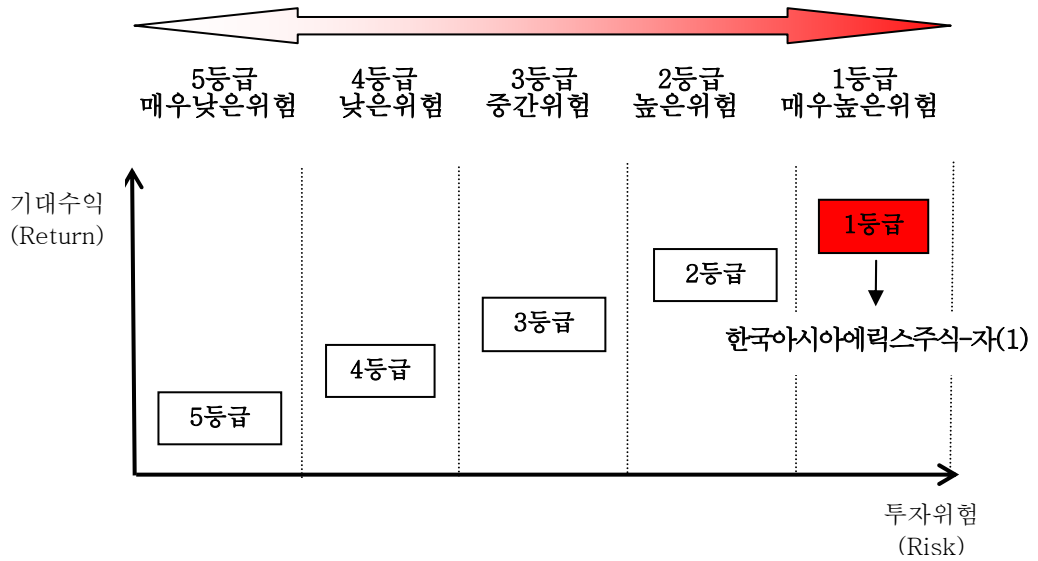 5등급 4등급 3등급 2등급 1등급
매우낮은위험 낮은위험 중간위험 높은위험 매우높은위험
기대수익
(Return)
1등급
2등급
3등급
한국아시아에릭스주식-자(1)
4등급
5등급
투자위험
(Risk)